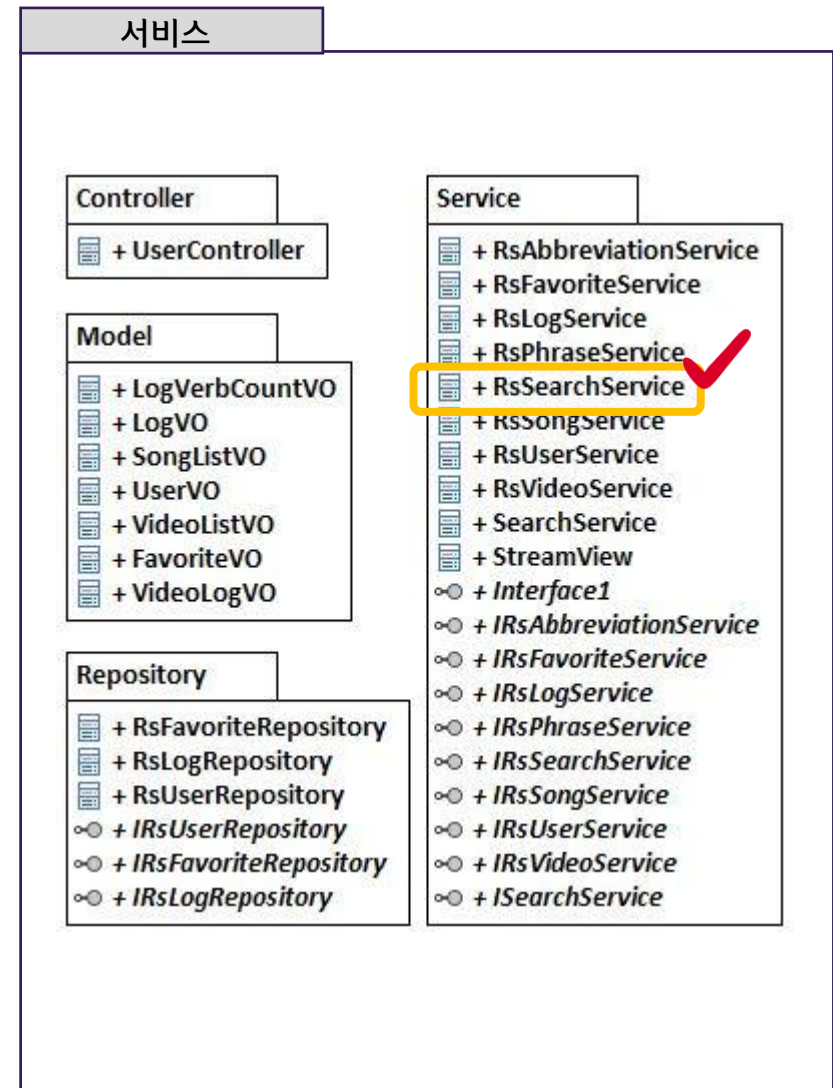 서비스
Controller
+ UserController
Model
+ LogVerbCountVO
+ LogVO
+ SongListVO
+ UserVO
+ VideoListVO
+ FavoriteVO
+ VideoLogVO
Repository
+ RsFavoriteRepository
+ RsLogRepository
+ RsUserRepository
+ IRsUserRepository
+ IRsFavoriteRepository
+ IRsLogRepository
Service
+ RsAbbreviationService
+ RsFavoriteService
+ RsLogService
+ RsPhraseService
+ RsSearchService
+ RsSongService
+ RsUserService
+ RsVideoService
+ SearchService
+ StreamView
+ Interface1
+ IRsAbbreviationService
+ IRsFavoriteService
+ IRsLogService
+ IRsPhraseService
+ IRsSearchService
+ IRsSongService
+ IRsUserService
+ IRsVideoService
+ ISearchService